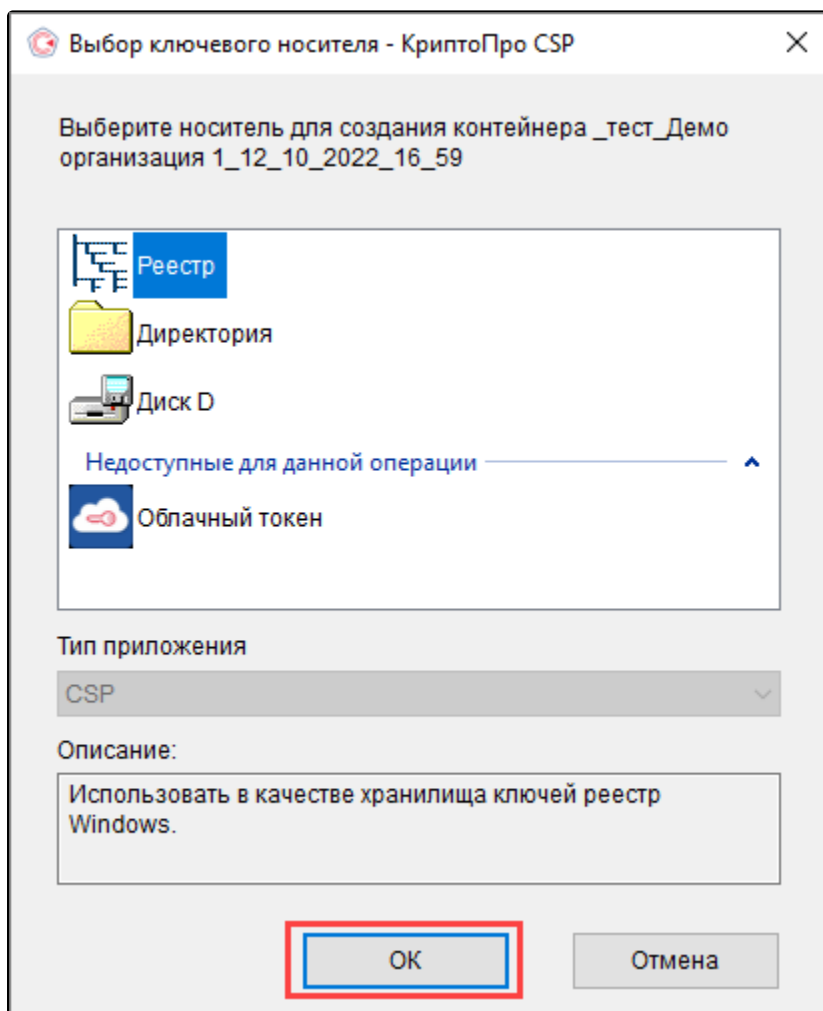 Выбор ключевого носителя - КриптоПро CSP
Выберите носитель для создания контейнера _тест_Демо
организация 1_12_10_2022_16_59
Реестр
Директория
Диск D
Недоступные для данной операции
Облачный токен
Тип приложения
CSP
Описание:
Использовать в качестве хранилища ключей реестр
Windows.
ОК
Отмена